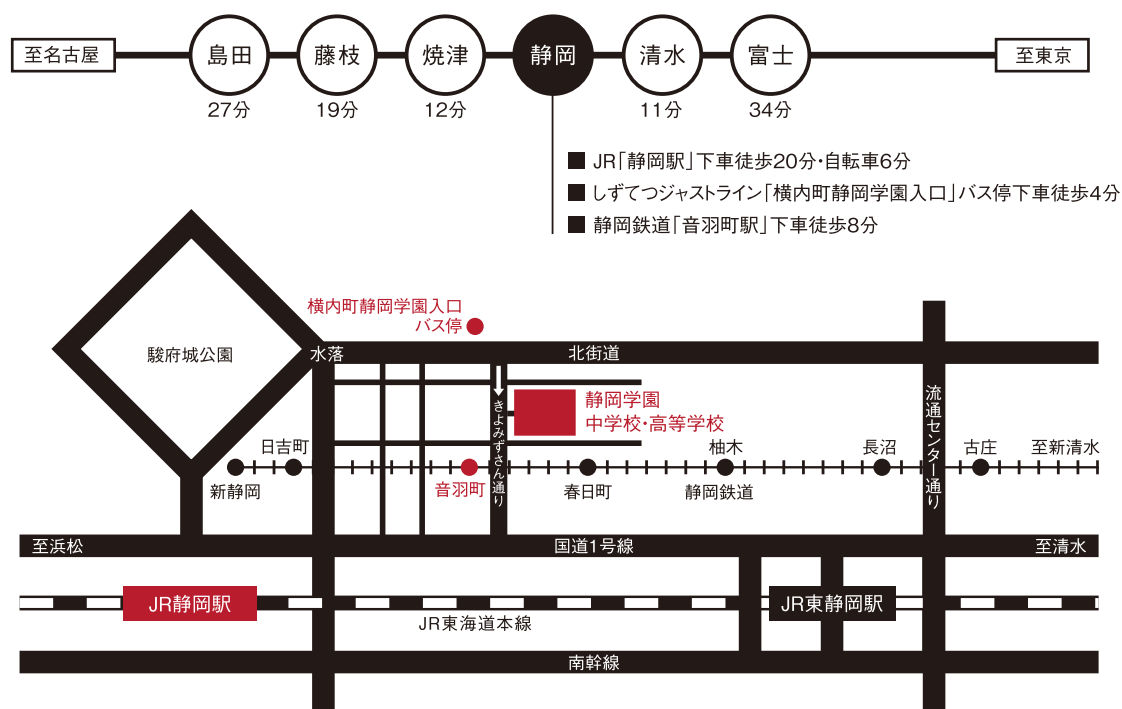 至名古屋
島田
藤枝
焼津
静岡
清水
富士
至東京
27分
19分
12分
11分
34分
■ JR「静岡駅」下車徒歩20分・自転車6分
■ しずてつジャストライン「横内町静岡学園入口」バス停下車徒歩4分
■ 静岡鉄道「音羽町駅」下車徒歩8分
横内町静岡学園入口
バス停
駿府城公園
水落
北街道
きよみずさん通り
静岡学園
中学校・高等学校
流通センター通り
日吉町
柚木
長沼
古庄
至新清水
新静岡
音羽町
春日町
静岡鉄道
至浜松
国道1号線
至清水
JR静岡駅
JR東静岡駅
JR東海道本線
南幹線